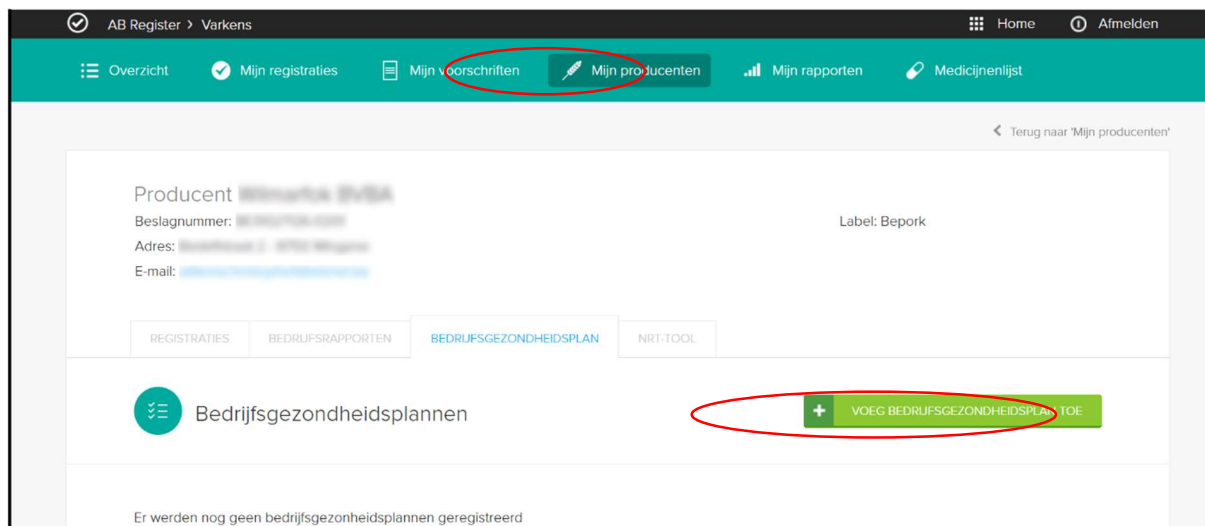 AB Register > Varkens Home Afmelden
Overzicht Mijn registraties Mijn voorschriften Mijn producenten Mijn rapporten Medicijnenlijst
Terug naar 'Mijn producenten'
Producent
Beslagnummer:
Label: Bepork
Adres:
E-mail:
REGISTRATIES BEDRIJFSRAPPORTEN BEDRIJFSGEZONDHEIDSPLAN NRT-TOOL
Bedrijfsgezondheidsplannen
+ VOEG BEDRIJFSGEZONDHEIDSPLAN TOE
Er werden nog geen bedrijfsgezonheidsplannen geregistreerd